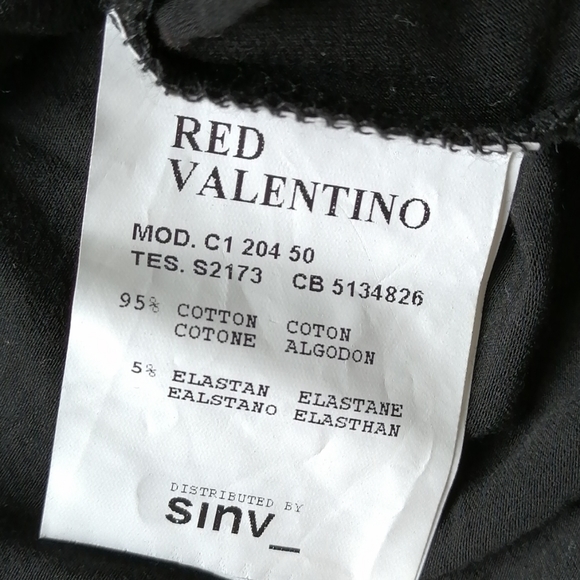 RED
VALENTINO
MOD. C1 204 50
TES. S2173 CB 5134826
95% COTTON COTON
COTONE ALGODON
5% ELASTAN ELASTANE
EALSTANO ELASTHAN
DISTRIBUTED BY
sinv_